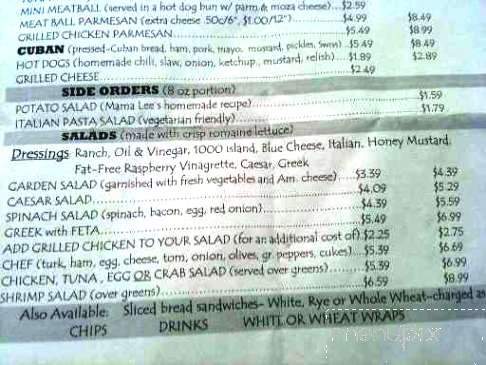 MINI MEATBALL (served in a hot dog bun w/ parm & moza cheese)...$2.59
MEATBALL PARMESAN (extra cheese 50¢/6", $1.00/12")............$4.99 $8.49
GRILLED CHICKEN PARMESAN............$5.49 $8.99
CUBAN (pressed-Cuban bread, ham, pork, mayo, mustard, pickles, Swiss)..$5.49 $8.49
HOT DOGS (homemade chili, slaw, onion, ketchup, mustard, relish)....$1.89 $2.89
GRILLED CHEESE............$2.49
SIDE ORDERS (8 oz portion)
POTATO SALAD (Mama Lee's homemade recipe)............$1.59
ITALIAN PASTA SALAD (vegetarian friendly)............$1.79
SALADS (made with crisp romaine lettuce)
Dressings Ranch, Oil & Vinegar, 1000 island, Blue Cheese, Italian, Honey Mustard,
Fat-Free Raspberry Vinagrette, Caesar, Greek
GARDEN SALAD (garnished with fresh vegetables and Am. cheese)....$3.39 $4.39
CAESAR SALAD............$4.09 $5.29
SPINACH SALAD (spinach, bacon, egg, red onion)............$4.39 $5.59
GREEK with FETA............$5.49 $6.99
ADD GRILLED CHICKEN TO YOUR SALAD (for an additional cost of).$2.25 $2.75
CHEF (turk, ham, egg, cheese, tom, onion, olives, gr. peppers, cukes)...$5.39 $6.69
CHICKEN, TUNA, EGG OR CRAB SALAD (served over greens)............$5.39 $6.99
SHRIMP SALAD (over greens)............$6.59 $8.99
Also Available: Sliced bread sandwiches- White, Rye or Whole Wheat-charged as
CHIPS DRINKS WHITE OR WHEAT WRAPS